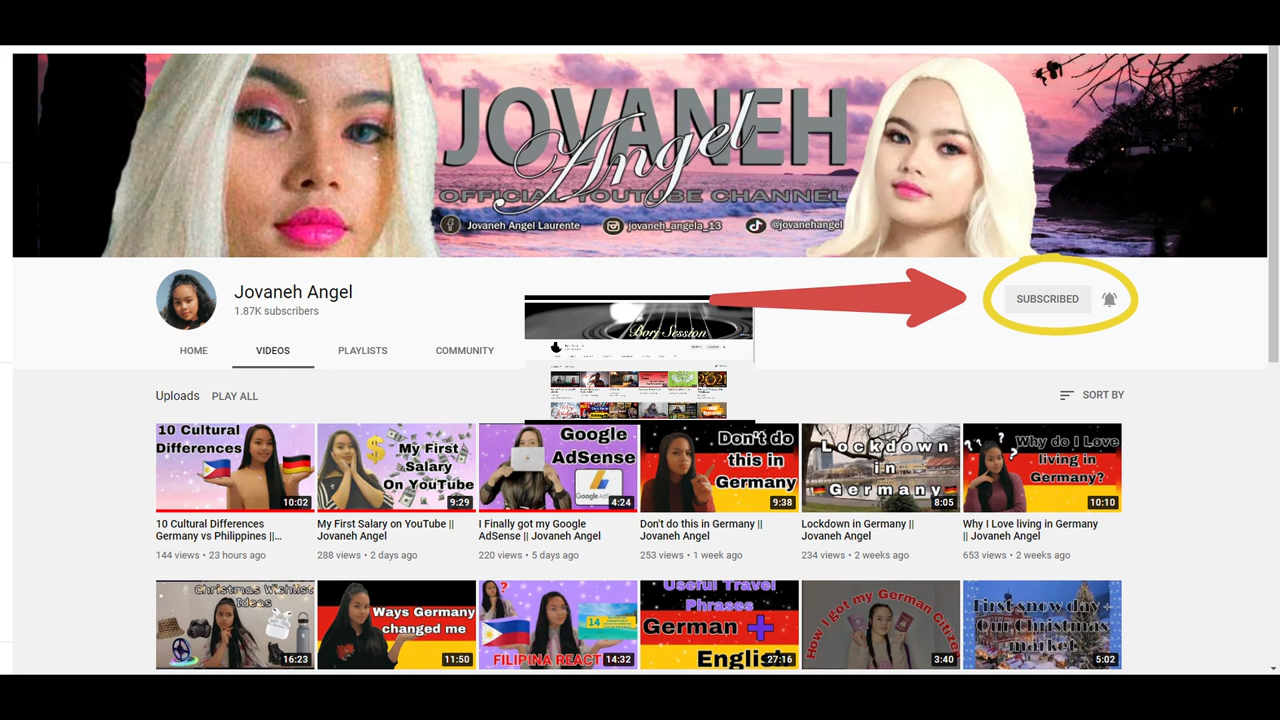 JOVANEH
Angel
OFFICIAL YOUTUBE CHANNEL
Jovaneh Angel Laurente
jovaneh_angela_13
@jovanehangel
Jovaneh Angel
1.87K subscribers
SUBSCRIBED
Borj Session
HOME
VIDEOS
PLAYLISTS
COMMUNITY
Uploads
PLAY ALL
SORT BY
10 Cultural
Differences
10:02
My First
Salary
On YouTube
9:29
Google
AdSense
4:24
Don't do
this in
Germany
9:38
Lockdown
in
Germany
8:05
Why do I Love
living in
Germany?
10:10
10 Cultural Differences
Germany vs Philippines ||...
144 views • 23 hours ago
My First Salary on YouTube ||
Jovaneh Angel
288 views • 2 days ago
I Finally got my Google
AdSense || Jovaneh Angel
220 views • 5 days ago
Don't do this in Germany ||
Jovaneh Angel
253 views • 1 week ago
Lockdown in Germany ||
Jovaneh Angel
234 views • 2 weeks ago
Why I Love living in Germany
|| Jovaneh Angel
653 views • 2 weeks ago
Christmas Wishlist
Ideas
16:23
Ways Germany
changed me
11:50
?
14
FILIPINA REACT
14:32
Useful Travel
Phrases
German +
English
27:16
How i got my German Citize
3:40
First snow day +
Our Christmas
market
5:02